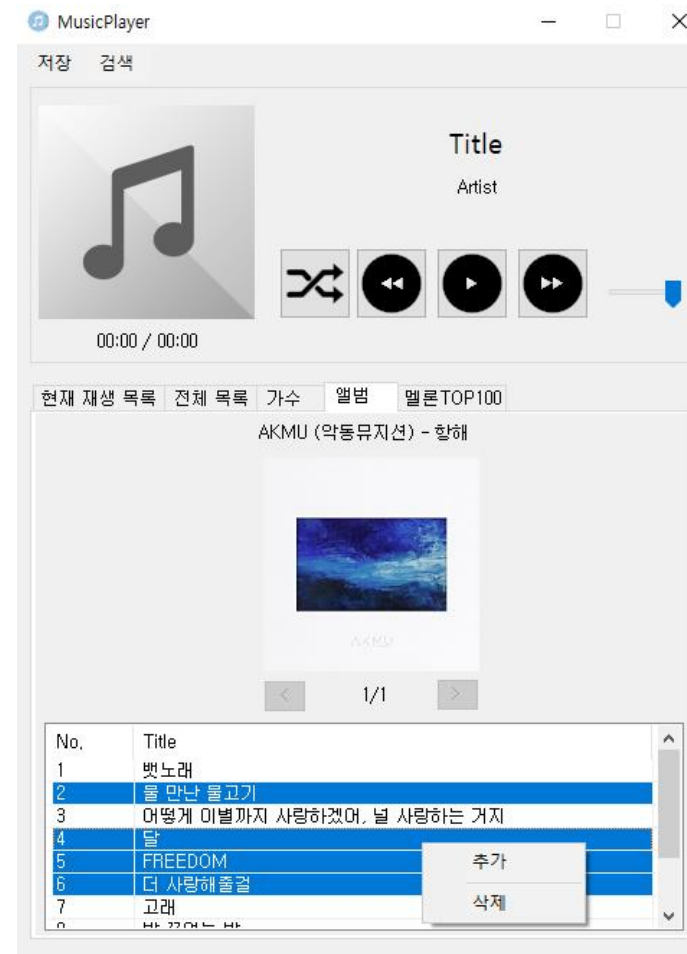 MusicPlayer
저장 검색
Title
Artist
00:00 / 00:00
현재 재생 목록 전체 목록 가수 앨범 멜론TOP100
AKMU (악동뮤지션) - 항해
AKMU
< 1/1 >
No. Title
1 뱃노래
2 물 만난 물고기
3 어떻게 이별까지 사랑하겠어, 널 사랑하는 거지
4 달
5 FREEDOM
6 더 사랑해줄걸
7 고래
추가
삭제